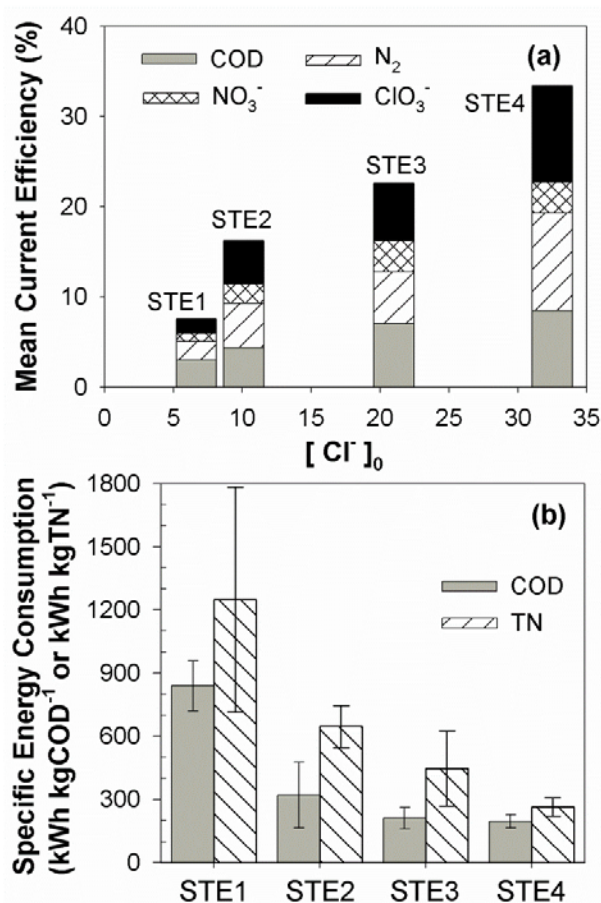 Mean Current Efficiency (%)
40
30
20
10
0
COD
N₂
NO₃⁻
ClO₃⁻
(a)
STE1
STE2
STE3
STE4
0 5 10 15 20 25 30 35
[ Cl⁻ ]₀
Specific Energy Consumption
(kWh kgCOD⁻¹ or kWh kgTN⁻¹)
1800
1500
1200
900
600
300
0
(b)
COD
TN
STE1 STE2 STE3 STE4